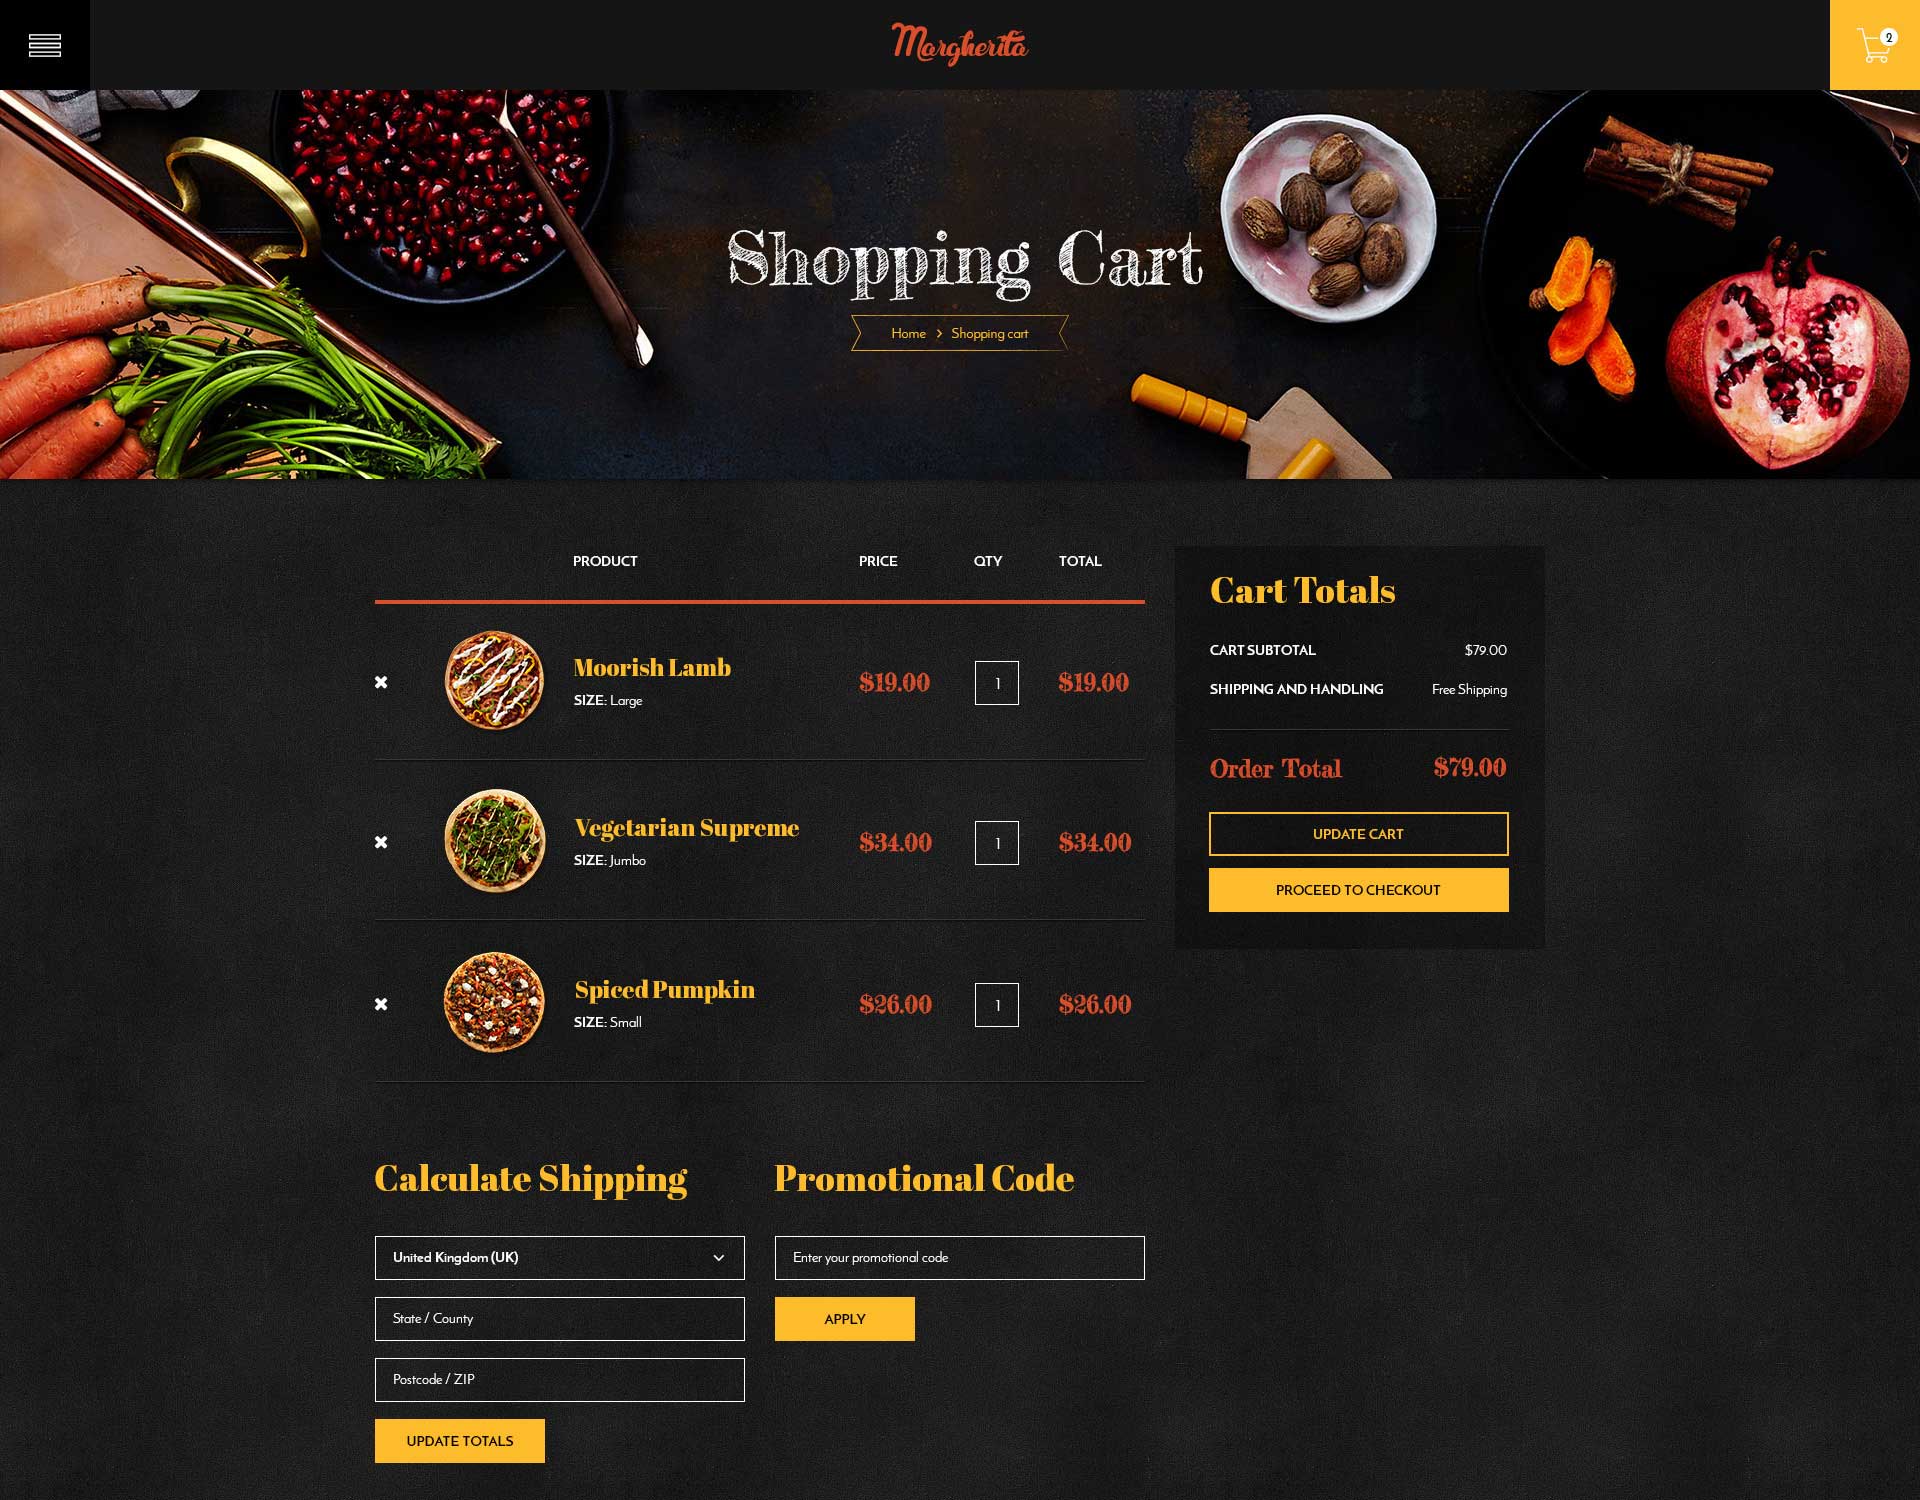 Margherita
2
Shopping Cart
Home > Shopping cart
PRODUCT PRICE QTY TOTAL
Moorish Lamb
SIZE: Large
$19.00 1 $19.00
Vegetarian Supreme
SIZE: Jumbo
$34.00 1 $34.00
Spiced Pumpkin
SIZE: Small
$26.00 1 $26.00
Cart Totals
CART SUBTOTAL $79.00
SHIPPING AND HANDLING Free Shipping
Order Total $79.00
UPDATE CART
PROCEED TO CHECKOUT
Calculate Shipping
United Kingdom (UK)
State / County
Postcode / ZIP
UPDATE TOTALS
Promotional Code
Enter your promotional code
APPLY